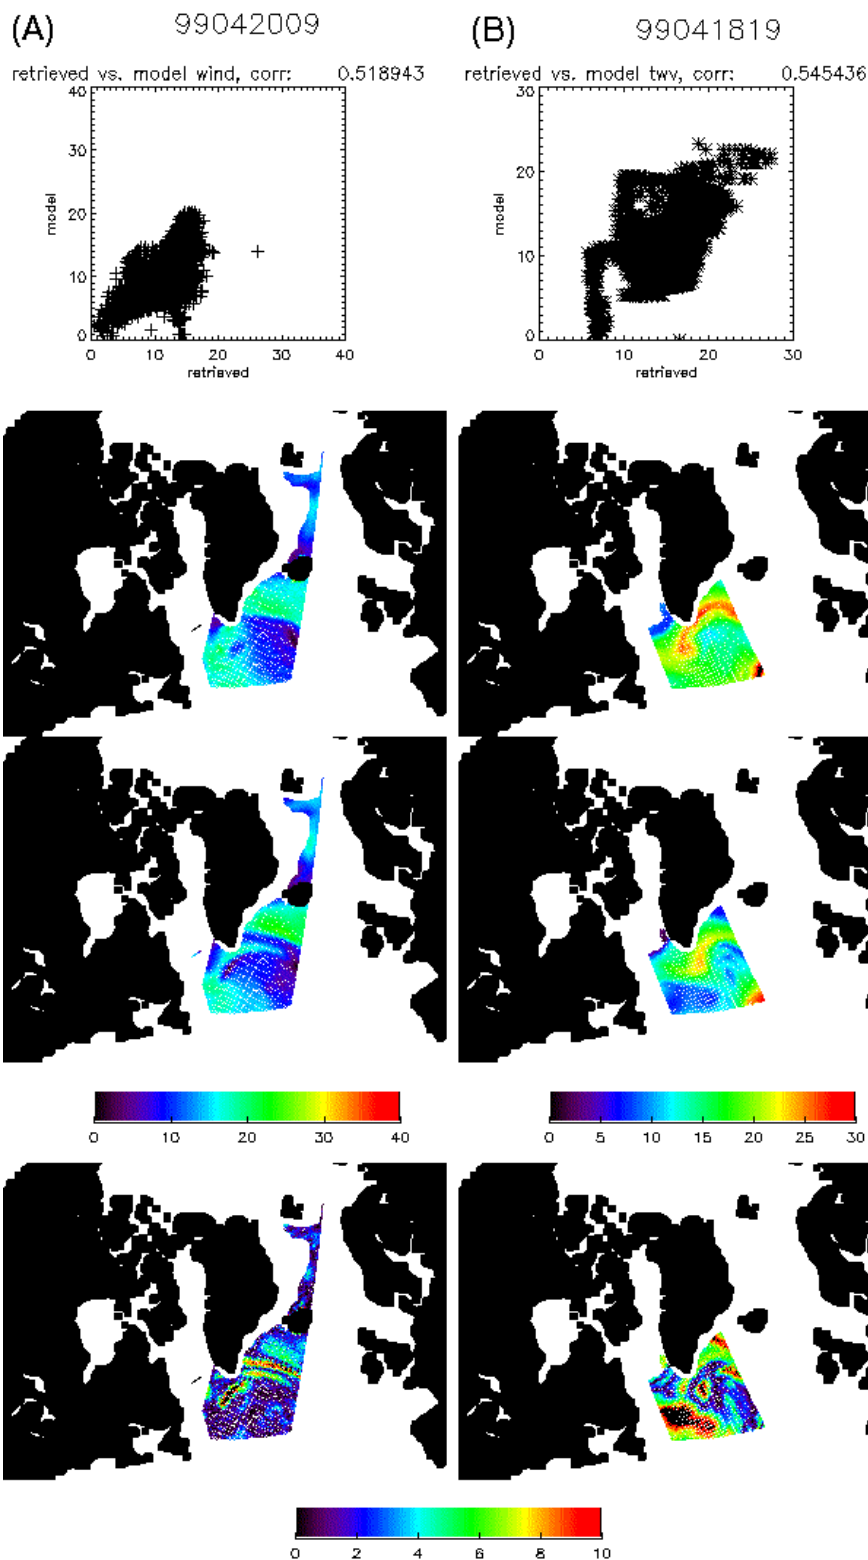 (A) 99042009
retrieved vs. model wind, corr: 0.518943
40
30
20
10
0
model
0 10 20 30 40
retrieved
(B) 99041819
retrieved vs. model twv, corr: 0.545436
30
20
10
0
model
0 10 20 30
retrieved
0 10 20 30 40
0 5 10 15 20 25 30
0 2 4 6 8 10